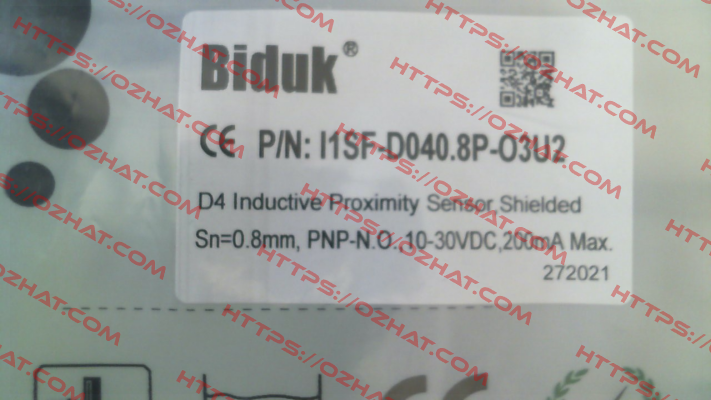 Biduk®
CE P/N: I1SF-D040.8P-O3U2
D4 Inductive Proximity Sensor, Shielded
Sn=0.8mm, PNP-N.O.,10-30VDC,200mA Max.
272021
HTTPS://OZHAT.COM